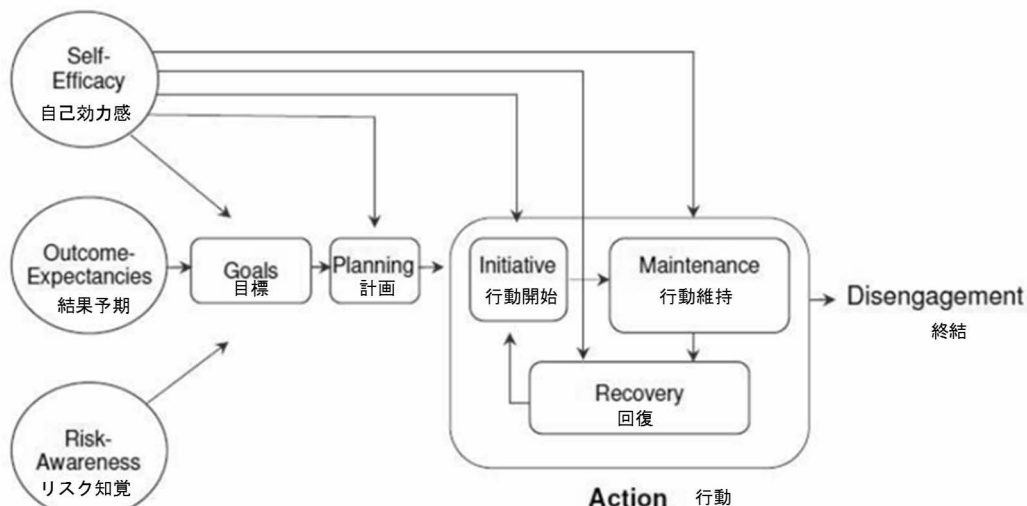 Self-
Efficacy
自己効力感
Outcome-
Expectancies
結果予期
Goals
目標
Planning
計画
Initiative
行動開始
Maintenance
行動維持
Disengagement
終結
Recovery
回復
Risk-
Awareness
リスク知覚
Action 行動